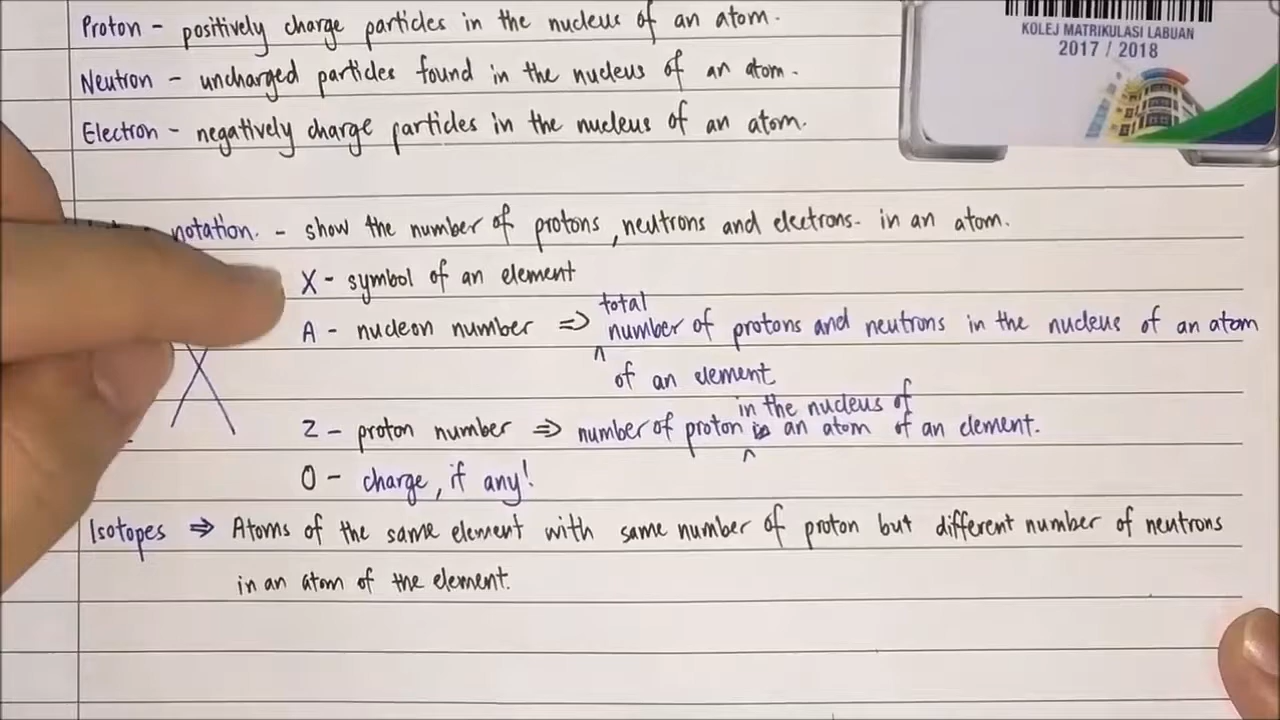 KOLEJ MATRIKULASI LABUAN
2017 / 2018
Proton - positively charge particles in the nucleus of an atom.
Neutron - uncharged particles found in the nucleus of an atom.
Electron - negatively charge particles in the nucleus of an atom.
notation. - show the number of protons, neutrons and electrons. in an atom.
X - symbol of an element
total
A - nucleon number ⇒ number of protons and neutrons in the nucleus of an atom
^
of an element
in the nucleus of
Z - proton number ⇒ number of proton in an atom of an element.
^
0 - charge, if any!
X
Isotopes ⇒ Atoms of the same element with same number of proton but different number of neutrons
in an atom of the element.